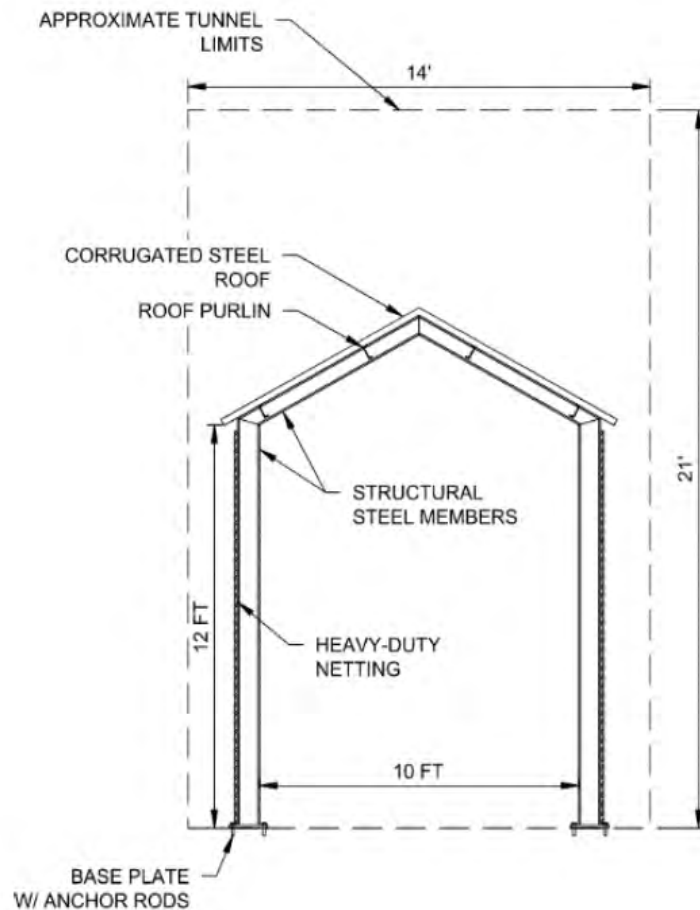 APPROXIMATE TUNNEL
LIMITS
14'
CORRUGATED STEEL
ROOF
ROOF PURLIN
21'
STRUCTURAL
STEEL MEMBERS
12 FT
HEAVY-DUTY
NETTING
10 FT
BASE PLATE
W/ ANCHOR RODS